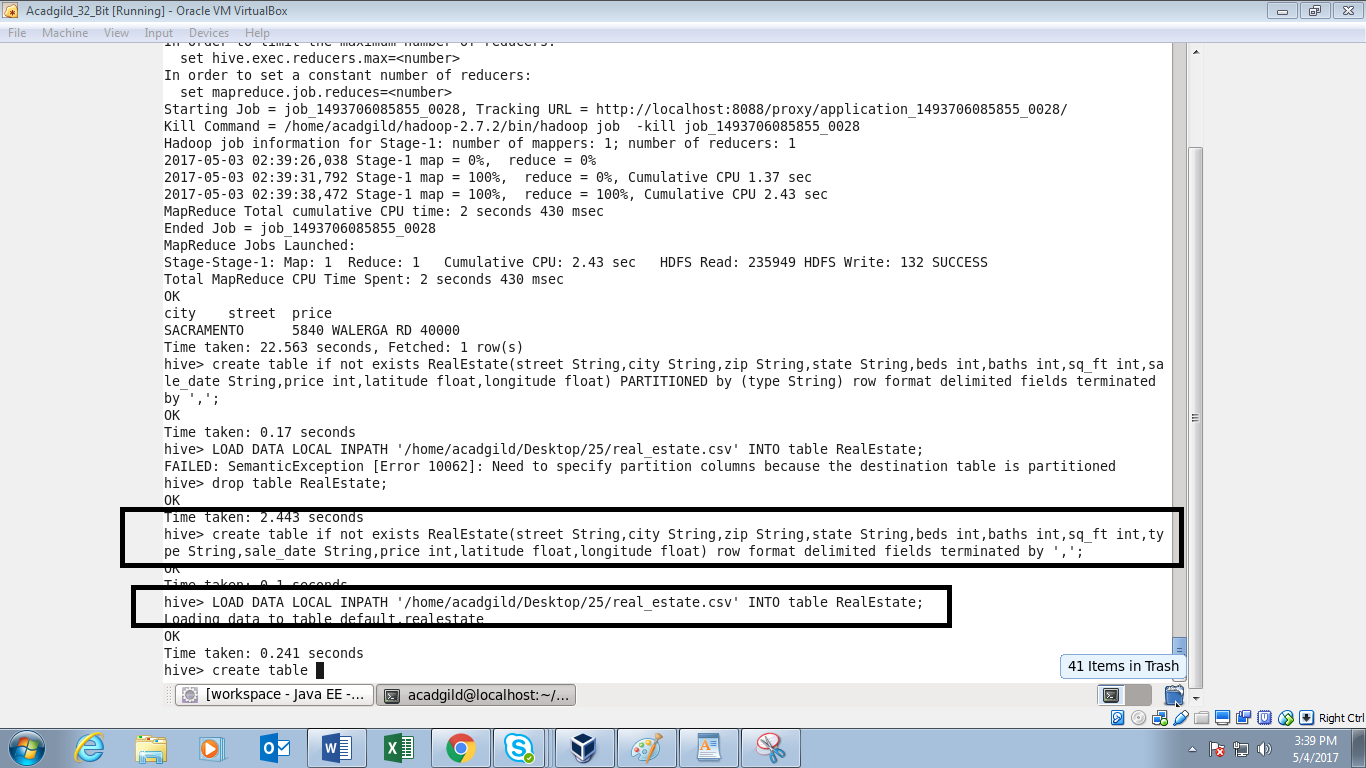 Acadgild_32_Bit [Running] - Oracle VM VirtualBox
File Machine View Input Devices Help
In order to limit the maximum number of reducers:
set hive.exec.reducers.max=<number>
In order to set a constant number of reducers:
set mapreduce.job.reduces=<number>
Starting Job = job_1493706085855_0028, Tracking URL = http://localhost:8088/proxy/application_1493706085855_0028/
Kill Command = /home/acadgild/hadoop-2.7.2/bin/hadoop job  -kill job_1493706085855_0028
Hadoop job information for Stage-1: number of mappers: 1; number of reducers: 1
2017-05-03 02:39:26,038 Stage-1 map = 0%,  reduce = 0%
2017-05-03 02:39:31,792 Stage-1 map = 100%,  reduce = 0%, Cumulative CPU 1.37 sec
2017-05-03 02:39:38,472 Stage-1 map = 100%,  reduce = 100%, Cumulative CPU 2.43 sec
MapReduce Total cumulative CPU time: 2 seconds 430 msec
Ended Job = job_1493706085855_0028
MapReduce Jobs Launched:
Stage-Stage-1: Map: 1  Reduce: 1   Cumulative CPU: 2.43 sec   HDFS Read: 235949 HDFS Write: 132 SUCCESS
Total MapReduce CPU Time Spent: 2 seconds 430 msec
OK
city    street  price
SACRAMENTO      5840 WALERGA RD 40000
Time taken: 22.563 seconds, Fetched: 1 row(s)
hive> create table if not exists RealEstate(street String,city String,zip String,state String,beds int,baths int,sq_ft int,sa
le_date String,price int,latitude float,longitude float) PARTITIONED by (type String) row format delimited fields terminated
by ',';
OK
Time taken: 0.17 seconds
hive> LOAD DATA LOCAL INPATH '/home/acadgild/Desktop/25/real_estate.csv' INTO table RealEstate;
FAILED: SemanticException [Error 10062]: Need to specify partition columns because the destination table is partitioned
hive> drop table RealEstate;
OK
Time taken: 2.443 seconds
hive> create table if not exists RealEstate(street String,city String,zip String,state String,beds int,baths int,sq_ft int,ty
pe String,sale_date String,price int,latitude float,longitude float) row format delimited fields terminated by ',';
OK
Time taken: 0.1 seconds
hive> LOAD DATA LOCAL INPATH '/home/acadgild/Desktop/25/real_estate.csv' INTO table RealEstate;
Loading data to table default.realestate
OK
Time taken: 0.241 seconds
hive> create table
41 Items in Trash
[workspace - Java EE -... acadgild@localhost:~/...
Right Ctrl
3:39 PM
5/4/2017